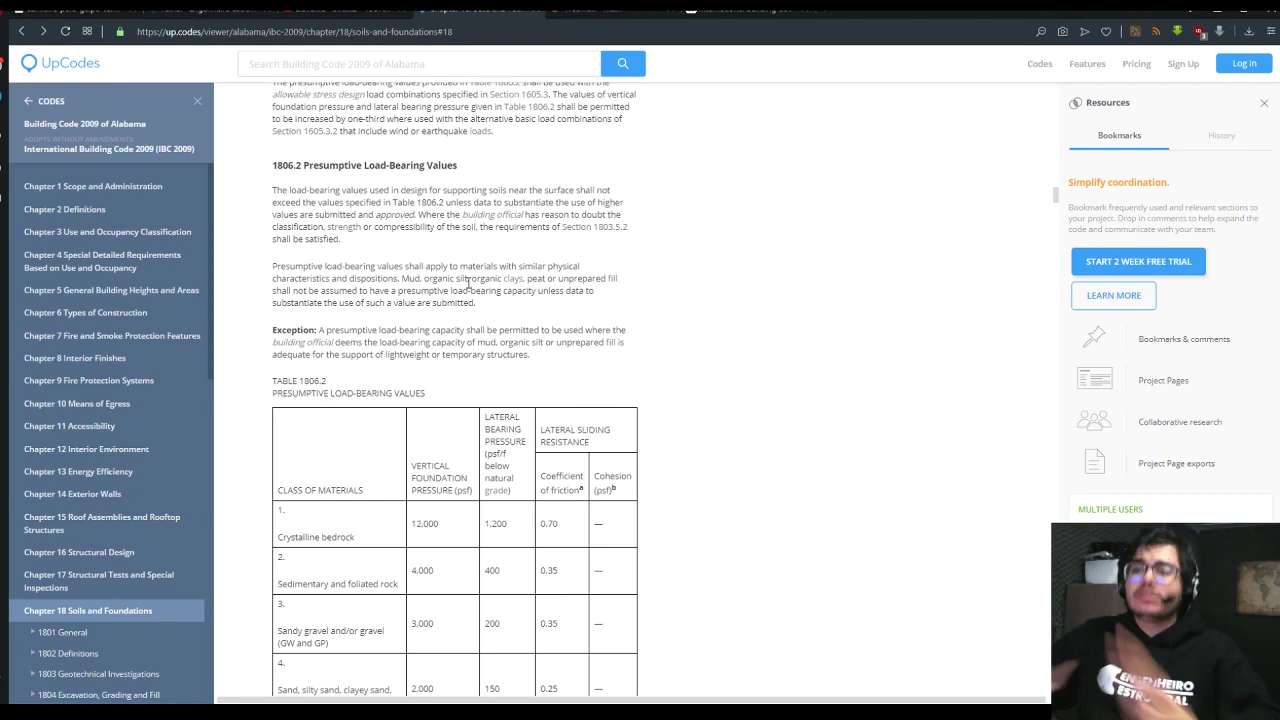 https://up.codes/viewer/alabama/ibc-2009/chapter/18/soils-and-foundations#18
UpCodes
Search Building Code 2009 of Alabama
Codes
Features
Pricing
Sign Up
Log In
CODES
Building Code 2009 of Alabama
ADOPTS WITHOUT AMENDMENTS:
International Building Code 2009 (IBC 2009)
Chapter 1 Scope and Administration
Chapter 2 Definitions
Chapter 3 Use and Occupancy Classification
Chapter 4 Special Detailed Requirements
Based on Use and Occupancy
Chapter 5 General Building Heights and Areas
Chapter 6 Types of Construction
Chapter 7 Fire and Smoke Protection Features
Chapter 8 Interior Finishes
Chapter 9 Fire Protection Systems
Chapter 10 Means of Egress
Chapter 11 Accessibility
Chapter 12 Interior Environment
Chapter 13 Energy Efficiency
Chapter 14 Exterior Walls
Chapter 15 Roof Assemblies and Rooftop
Structures
Chapter 16 Structural Design
Chapter 17 Structural Tests and Special
Inspections
Chapter 18 Soils and Foundations
1801 General
1802 Definitions
1803 Geotechnical Investigations
1804 Excavation, Grading and Fill
The presumptive load-bearing values provided in Table 1806.2 shall be used with the
allowable stress design load combinations specified in Section 1605.3. The values of vertical
foundation pressure and lateral bearing pressure given in Table 1806.2 shall be permitted
to be increased by one-third where used with the alternative basic load combinations of
Section 1605.3.2 that include wind or earthquake loads.
1806.2 Presumptive Load-Bearing Values
The load-bearing values used in design for supporting soils near the surface shall not
exceed the values specified in Table 1806.2 unless data to substantiate the use of higher
values are submitted and approved. Where the building official has reason to doubt the
classification, strength or compressibility of the soil, the requirements of Section 1803.5.2
shall be satisfied.
Presumptive load-bearing values shall apply to materials with similar physical
characteristics and dispositions. Mud, organic silt, organic clays, peat or unprepared fill
shall not be assumed to have a presumptive load-bearing capacity unless data to
substantiate the use of such a value are submitted.
Exception: A presumptive load-bearing capacity shall be permitted to be used where the
building official deems the load-bearing capacity of mud, organic silt or unprepared fill is
adequate for the support of lightweight or temporary structures.
TABLE 1806.2
PRESUMPTIVE LOAD-BEARING VALUES
CLASS OF MATERIALS
VERTICAL
FOUNDATION
PRESSURE (psf)
LATERAL
BEARING
PRESSURE
(psf/f
below
natural
grade)
LATERAL SLIDING
RESISTANCE
Coefficient
of frictionᵃ
Cohesion
(psf)ᵇ
1.
Crystalline bedrock
12,000
1,200
0.70
—
2.
Sedimentary and foliated rock
4,000
400
0.35
—
3.
Sandy gravel and/or gravel
(GW and GP)
3,000
200
0.35
—
4.
Sand, silty sand, clayey sand,
2,000
150
0.25
—
Resources
Bookmarks
History
Simplify coordination.
Bookmark frequently used and relevant sections to
your project. Drop in comments to help expand the
code and communicate with your team.
START 2 WEEK FREE TRIAL
LEARN MORE
Bookmarks & comments
Project Pages
Collaborative research
Project Page exports
MULTIPLE USERS
ENGENHEIRO
ESTRUTURAL